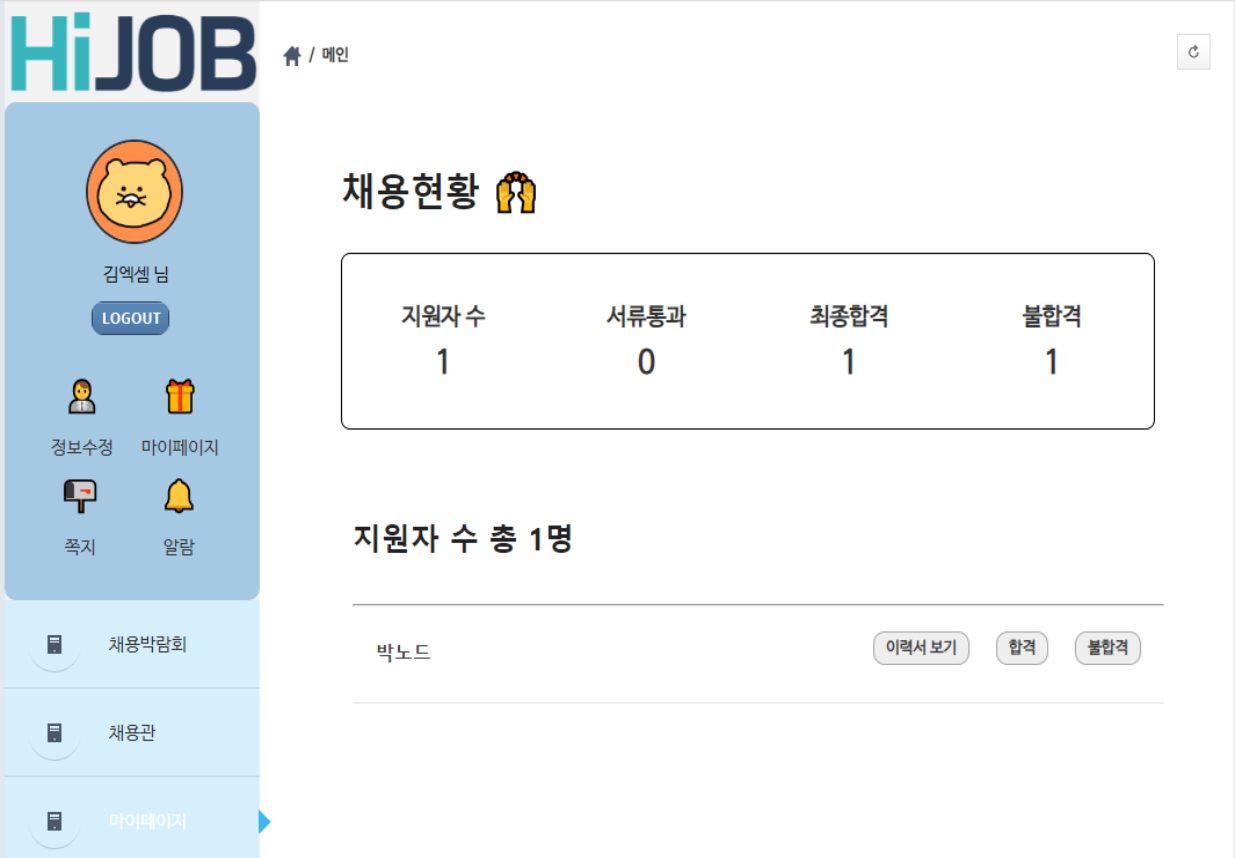 HiJOB
/ 메인
김엑셈 님
LOGOUT
정보수정 마이페이지
쪽지 알람
채용박람회
채용관
마이페이지
채용현황
지원자 수 서류통과 최종합격 불합격
1 0 1 1
지원자 수 총 1명
박노드 이력서 보기 합격 불합격